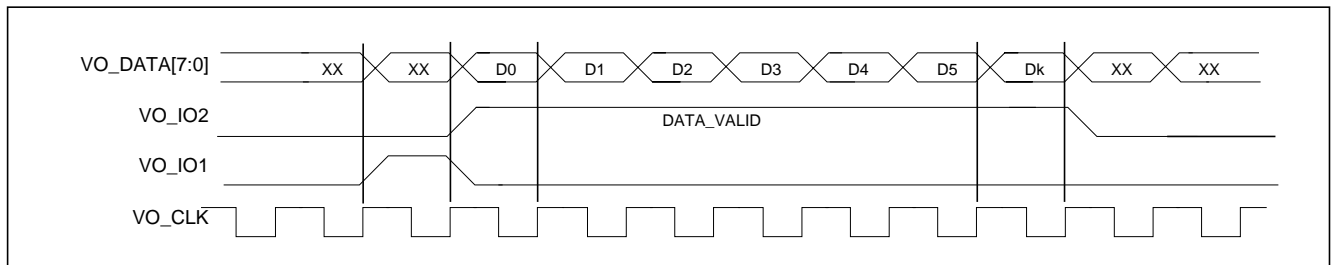 VO_DATA[7:0] XX XX D0 D1 D2 D3 D4 D5 Dk XX XX
VO_IO2 DATA_VALID
VO_IO1
VO_CLK